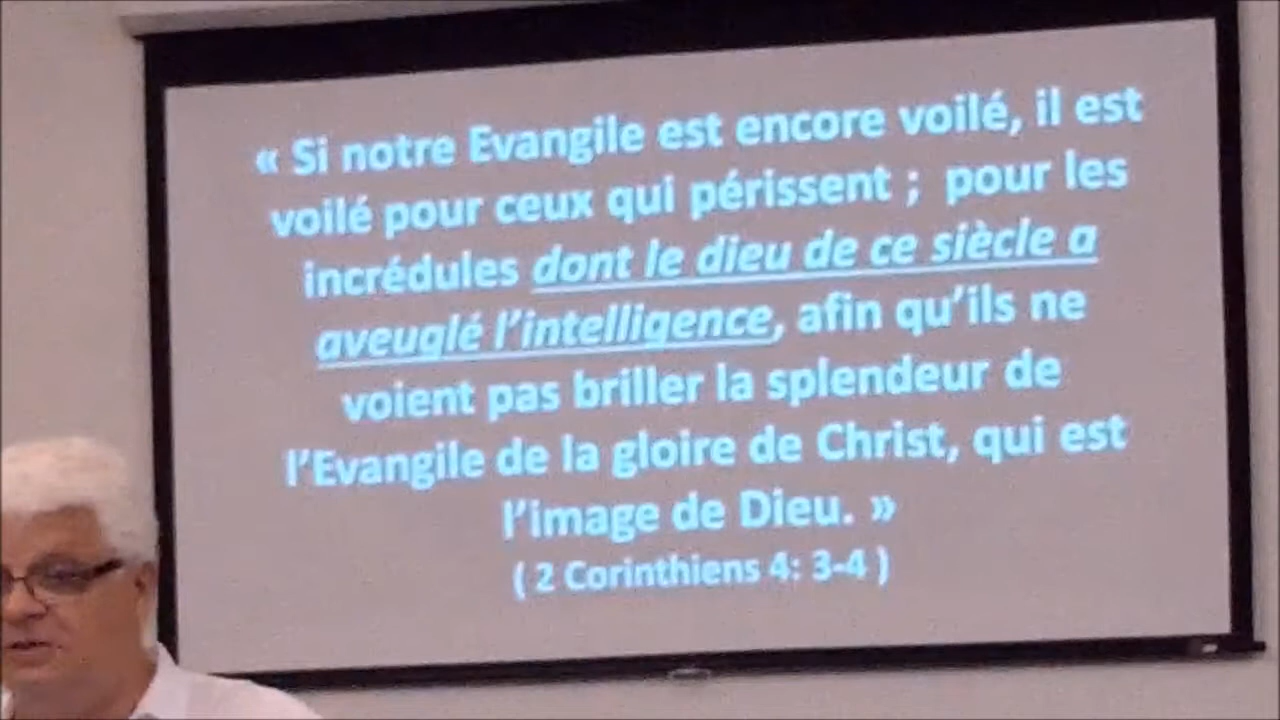 « Si notre Evangile est encore voilé, il est
voilé pour ceux qui périssent ; pour les
incrédules dont le dieu de ce siècle a
aveuglé l’intelligence, afin qu’ils ne
voient pas briller la splendeur de
l’Evangile de la gloire de Christ, qui est
l’image de Dieu. »
( 2 Corinthiens 4: 3-4 )